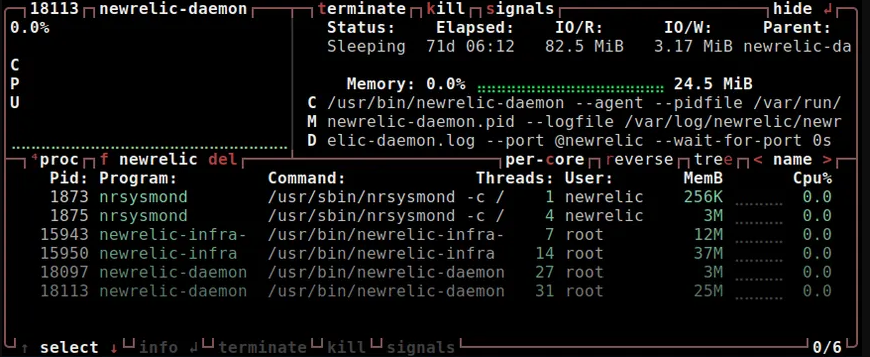 18113 newrelic-daemon terminate kill signals hide ↲
0.0% Status: Elapsed: IO/R: IO/W: Parent:
Sleeping 71d 06:12 82.5 MiB 3.17 MiB newrelic-da
C
P
U
Memory: 0.0% 24.5 MiB
C /usr/bin/newrelic-daemon --agent --pidfile /var/run/
M newrelic-daemon.pid --logfile /var/log/newrelic/newr
D elic-daemon.log --port @newrelic --wait-for-port 0s
⁴proc f newrelic del per-core reverse tree < name >
Pid: Program: Command: Threads: User: MemB Cpu%
1873 nrsysmond /usr/sbin/nrsysmond -c / 1 newrelic 256K 0.0
1875 nrsysmond /usr/sbin/nrsysmond -c / 4 newrelic 3M 0.0
15943 newrelic-infra- /usr/bin/newrelic-infra- 7 root 12M 0.0
15950 newrelic-infra /usr/bin/newrelic-infra 14 root 37M 0.0
18097 newrelic-daemon /usr/bin/newrelic-daemon 27 root 3M 0.0
18113 newrelic-daemon /usr/bin/newrelic-daemon 31 root 25M 0.0
↑ select ↓ info ↲ terminate kill signals 0/6